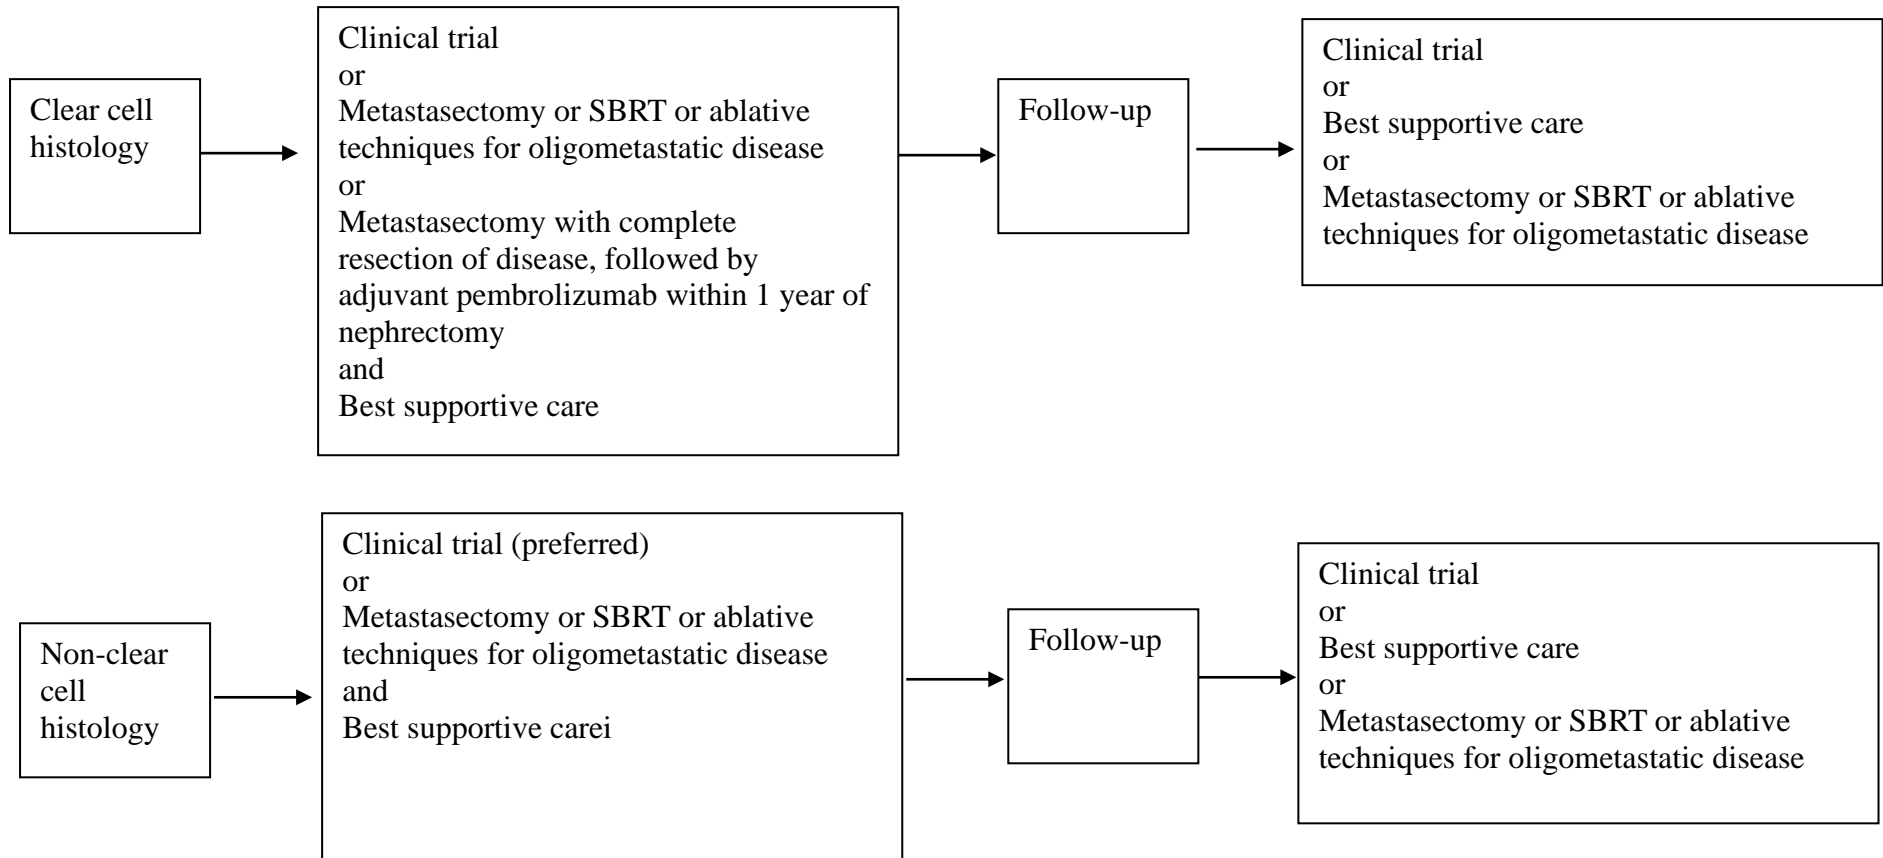 Clear cell
histology
Clinical trial
or
Metastasectomy or SBRT or ablative
techniques for oligometastatic disease
or
Metastasectomy with complete
resection of disease, followed by
adjuvant pembrolizumab within 1 year of
nephrectomy
and
Best supportive care
Follow-up
Clinical trial
or
Best supportive care
or
Metastasectomy or SBRT or ablative
techniques for oligometastatic disease
Non-clear
cell
histology
Clinical trial (preferred)
or
Metastasectomy or SBRT or ablative
techniques for oligometastatic disease
and
Best supportive carei
Follow-up
Clinical trial
or
Best supportive care
or
Metastasectomy or SBRT or ablative
techniques for oligometastatic disease